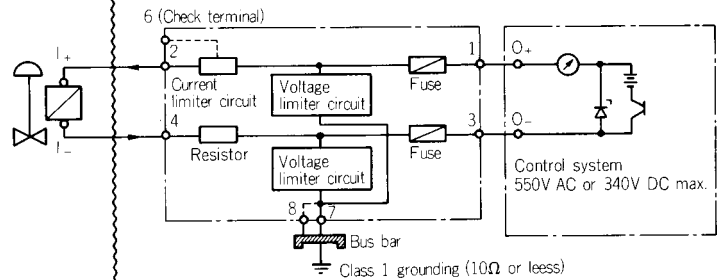 6 (Check terminal)
I+
2
1
O+
Current
limiter circuit
Voltage
limiter circuit
Fuse
4
3
O-
I-
Resistor
Voltage
limiter circuit
Fuse
Control system
550V AC or 340V DC max.
8
7
Bus bar
Class 1 grounding (10Ω or leess)